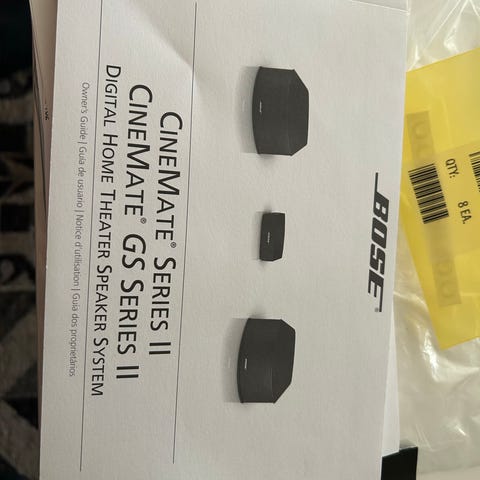 BOSE®
CINEMATE® SERIES II
CINEMATE® GS SERIES II
DIGITAL HOME THEATER SPEAKER SYSTEM
Owner's Guide | Guía de usuario | Notice d'utilisation | Guia dos proprietários
QTY:
8 EA.